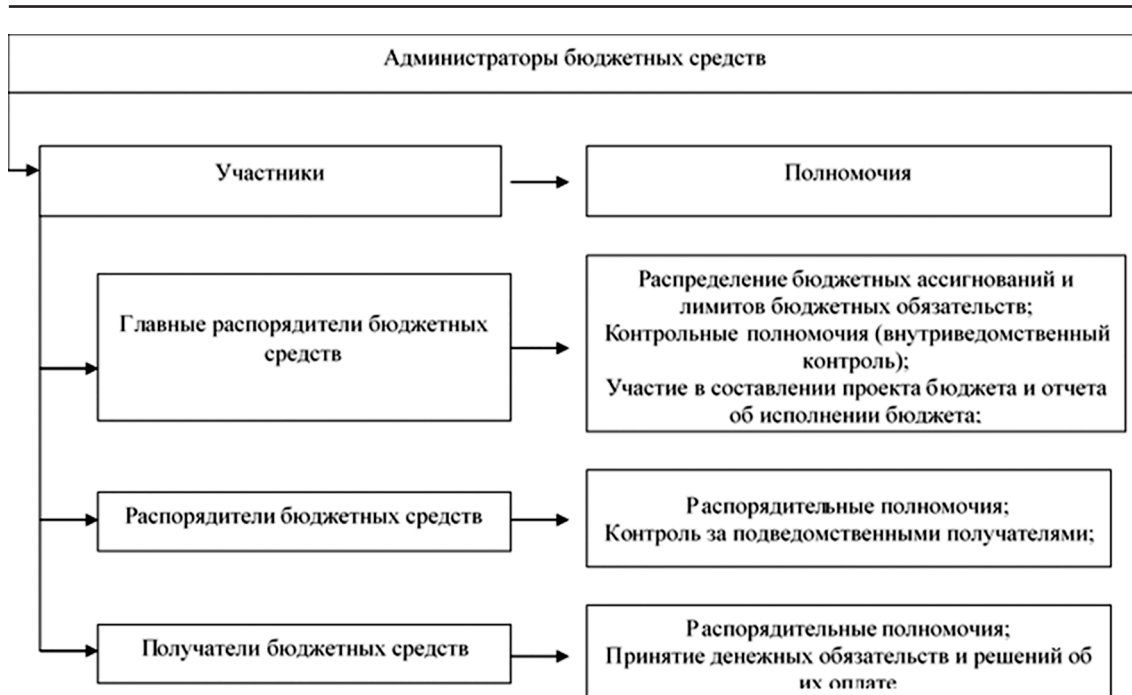 Администраторы бюджетных средств
Участники
Полномочия
Главные распорядители бюджетных
средств
Распределение бюджетных ассигнований и
лимитов бюджетных обязательств;
Контрольные полномочия (внутриведомственный
контроль);
Участие в составлении проекта бюджета и отчета
об исполнении бюджета;
Распорядители бюджетных средств
Распорядительные полномочия;
Контроль за подведомственными получателями;
Получатели бюджетных средств
Распорядительные полномочия;
Принятие денежных обязательств и решений об
их оплате